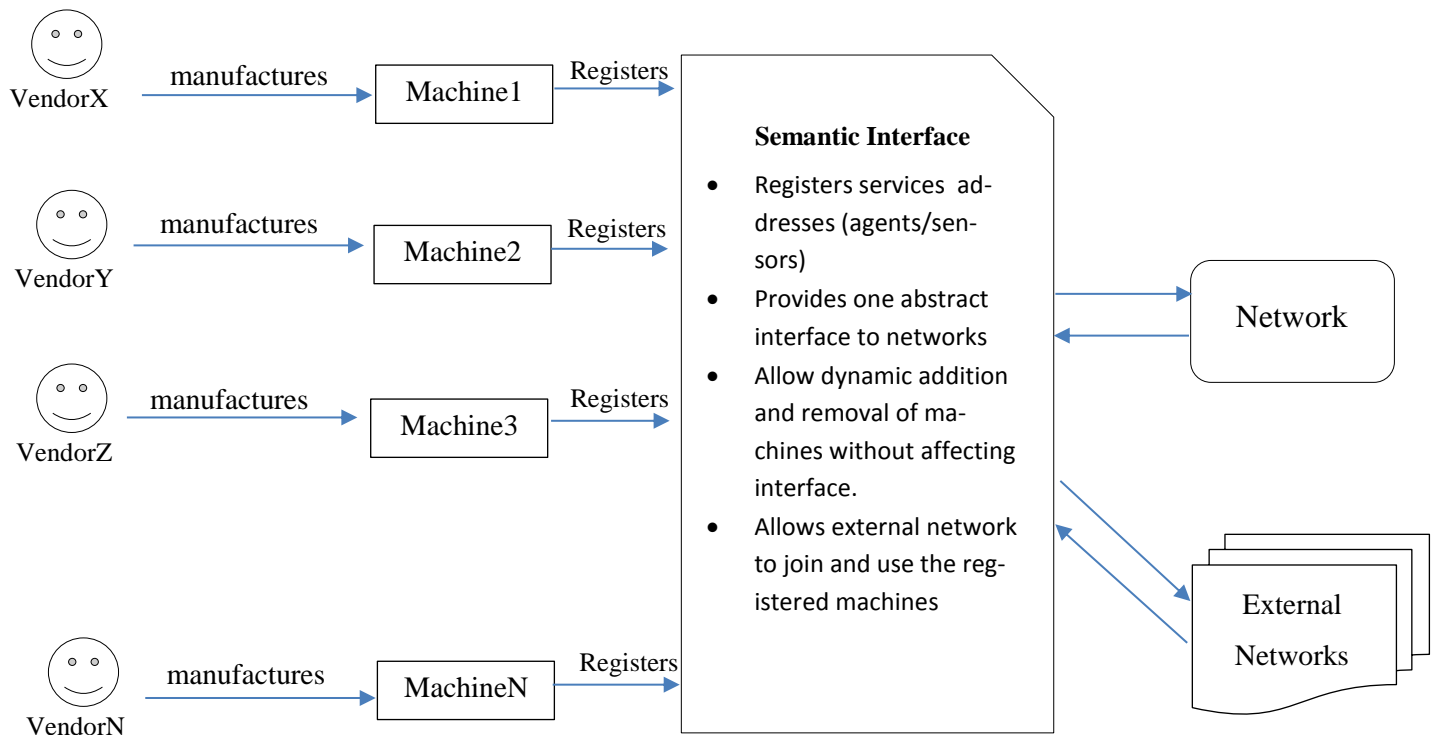 VendorX
manufactures
Machine1
Registers
VendorY
manufactures
Machine2
Registers
VendorZ
manufactures
Machine3
Registers
VendorN
manufactures
MachineN
Registers
Semantic Interface
• Registers services ad-
dresses (agents/sen-
sors)
• Provides one abstract
interface to networks
• Allow dynamic addition
and removal of ma-
chines without affecting
interface.
• Allows external network
to join and use the reg-
istered machines
Network
External
Networks